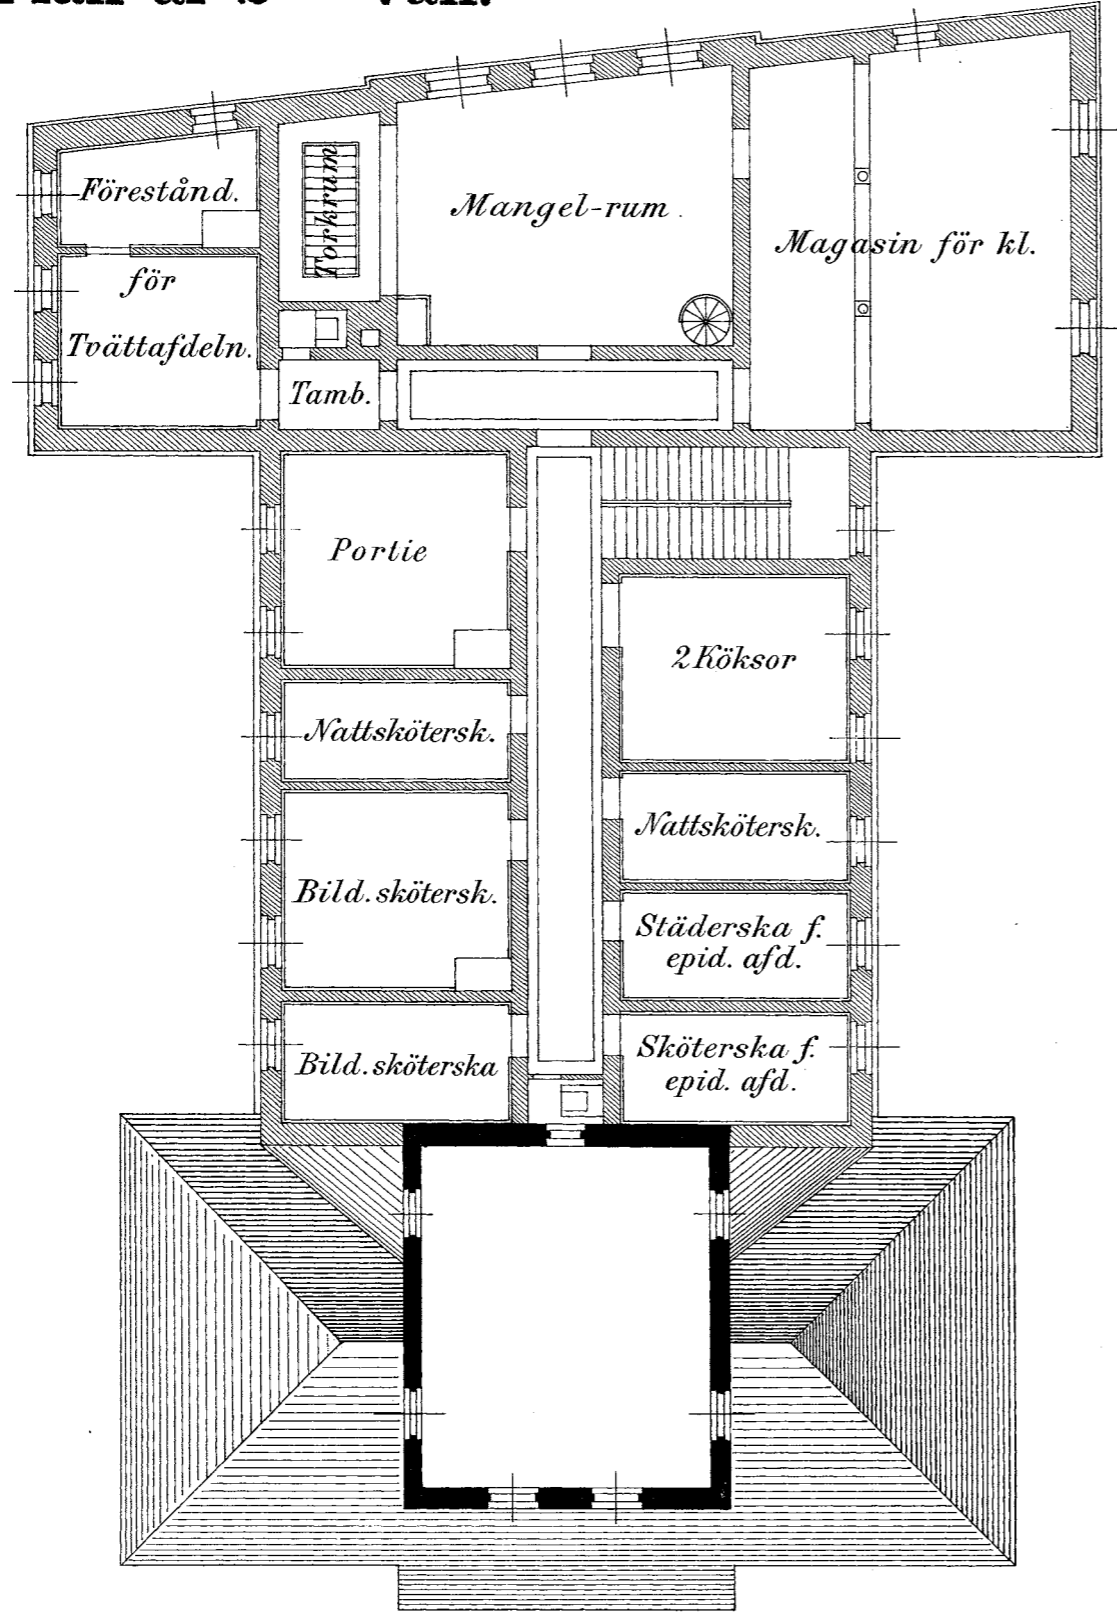 Förestånd.
för
Tvättafdeln.
Torkrum
Mangel-rum.
Magasin för kl.
Tamb.
Portie
Nattskötersk.
Bild. skötersk.
Bild. sköterska
2 Köksor
Nattskötersk.
Städerska f.
epid. afd.
Sköterska f.
epid. afd.